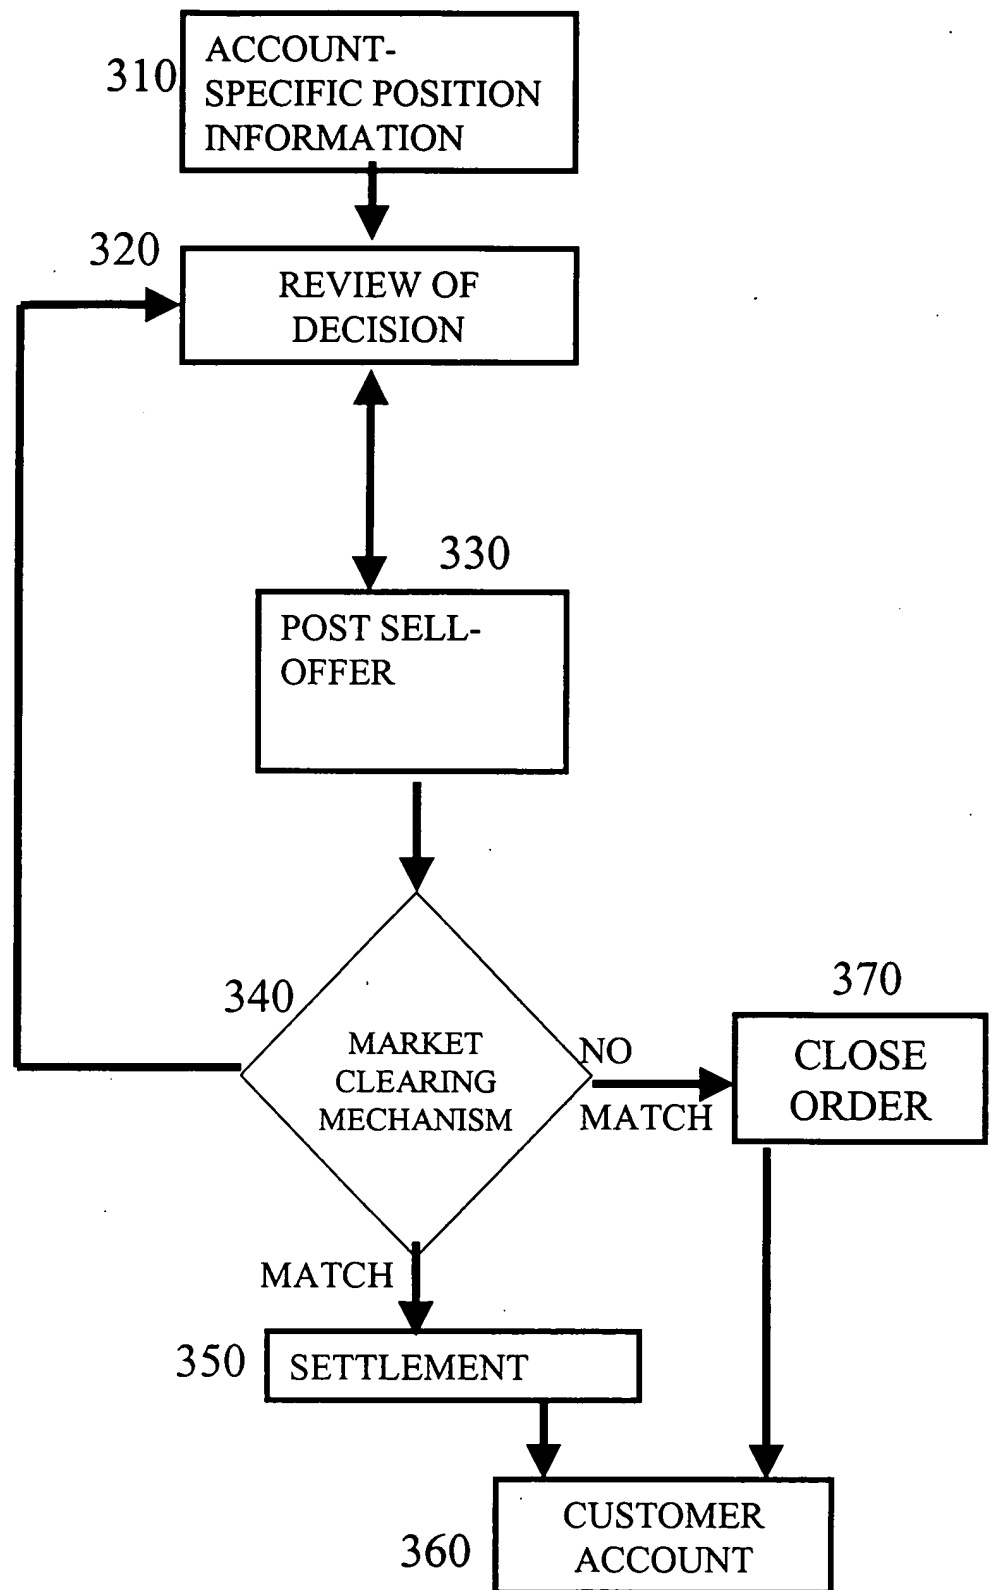 310
ACCOUNT-
SPECIFIC POSITION
INFORMATION
320
REVIEW OF
DECISION
330
POST SELL-
OFFER
340
MARKET
CLEARING
MECHANISM
NO
MATCH
370
CLOSE
ORDER
MATCH
350
SETTLEMENT
360
CUSTOMER
ACCOUNT